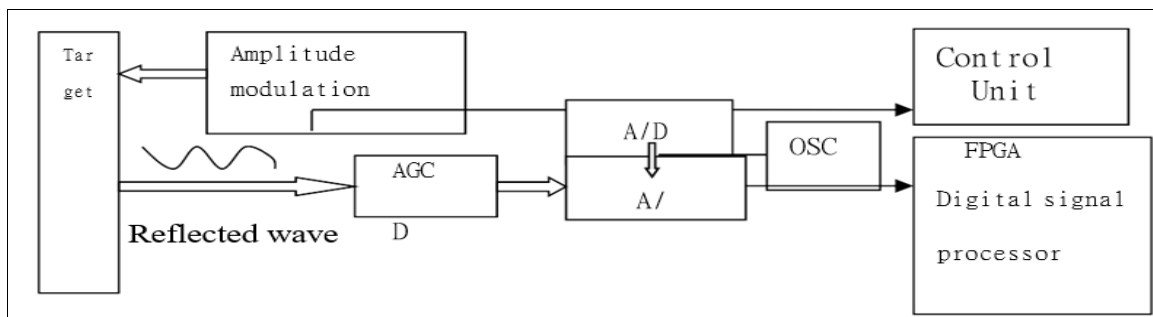 Tar
get
Amplitude
modulation
Control
Unit
A/D
OSC
AGC
A/
D
Reflected wave
FPGA
Digital signal
processor